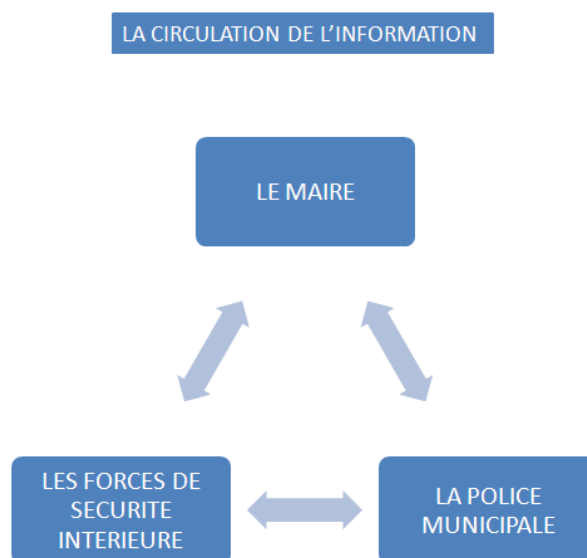 LA CIRCULATION DE L'INFORMATION
LE MAIRE
LES FORCES DE
SECURITE
INTERIEURE
LA POLICE
MUNICIPALE